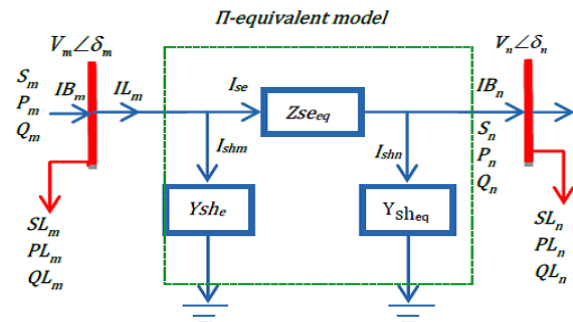 Π-equivalent model
V_m∠δ_m
V_n∠δ_n
S_m
P_m
Q_m
IB_m
IL_m
I_se
Zse_eq
IB_n
S_n
P_n
Q_n
I_shm
I_shn
Ysh_e
Y_sh_eq
SL_m
PL_m
QL_m
SL_n
PL_n
QL_n